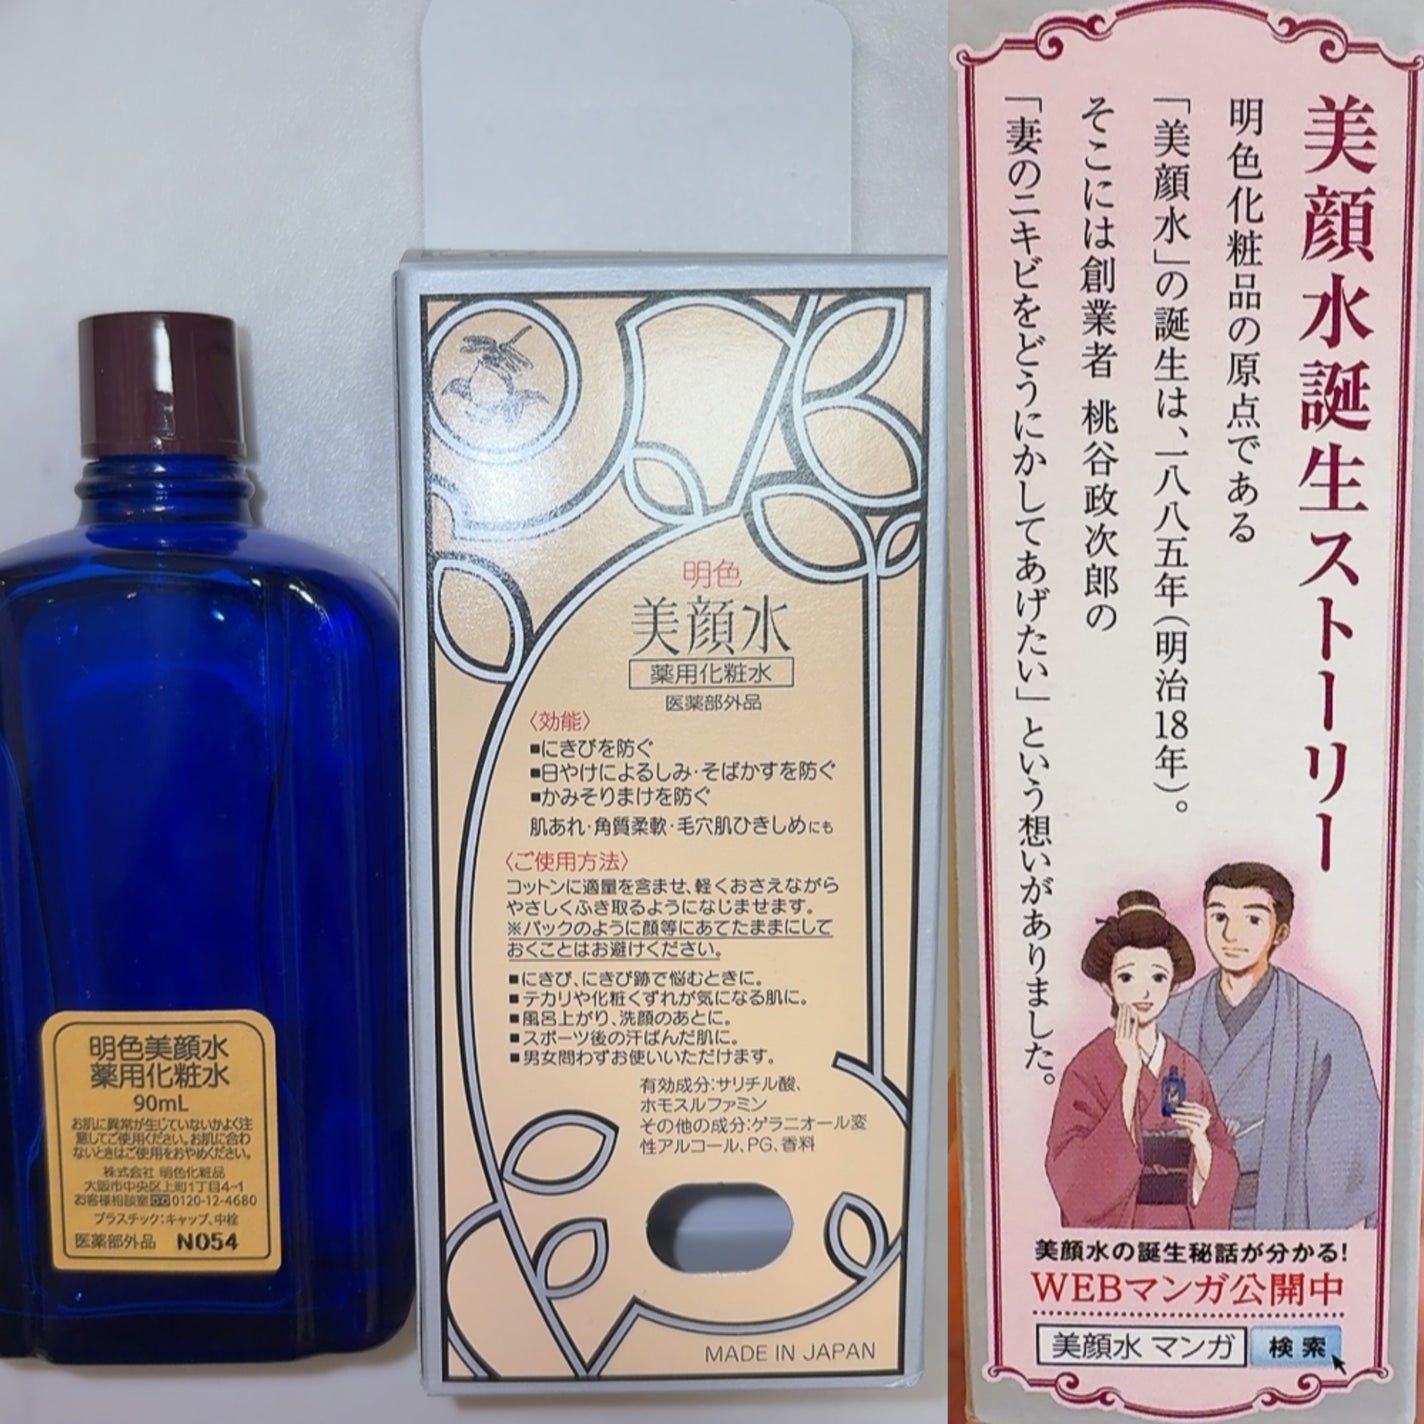 明色美顔水
薬用化粧水
90mL
お肌に異常が生じていないかよく注
意してご使用ください。お肌に合わ
ないときはご使用をおやめください。
株式会社 明色化粧品
大阪市中央区上町1丁目4-1
お客様相談室 0120-12-4680
プラスチック:キャップ、中栓
医薬部外品 N054
明色
美顔水
薬用化粧水
医薬部外品
〈効能〉
■にきびを防ぐ
■日やけによるしみ・そばかすを防ぐ
■かみそりまけを防ぐ
肌あれ・角質柔軟・毛穴肌ひきしめにも
〈ご使用方法〉
コットンに適量を含ませ、軽くおさえながら
やさしくふき取るようになじませます。
※パックのように顔等にあてたままにして
おくことはお避けください。
■にきび、にきび跡で悩むときに。
■テカリや化粧くずれが気になる肌に。
■風呂上がり、洗顔のあとに。
■スポーツ後の汗ばんだ肌に。
■男女問わずお使いいただけます。
有効成分:サリチル酸、
ホモスルファミン
その他の成分:ゲラニオール変
性アルコール、PG、香料
MADE IN JAPAN
美顔水誕生ストーリー
明色化粧品の原点である
「美顔水」の誕生は、一八八五年(明治18年)。
そこには創業者 桃谷政次郎の
「妻のニキビをどうにかしてあげたい」という想いがありました。
美顔水の誕生秘話が分かる!
WEBマンガ公開中
美顔水 マンガ 検索